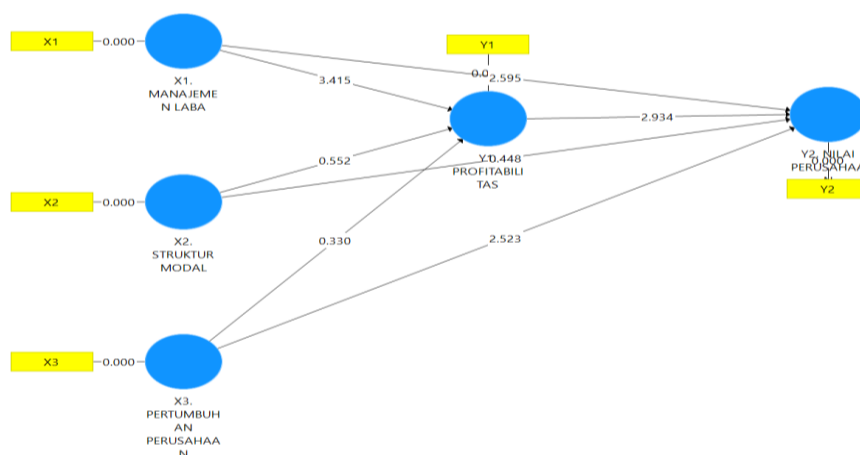 X1
0.000
X1.
MANAJEME
N LABA
Y1
0.0
2.595
3.415
2.934
X2
0.000
0.552
X2.
STRUKTUR
MODAL
0.448
PROFITABILI
TAS
Y2. NILAI
PERUSAHAA
0.000
Y2
0.330
2.523
X3
0.000
X3.
PERTUMBUH
AN
PERUSAHAA
N